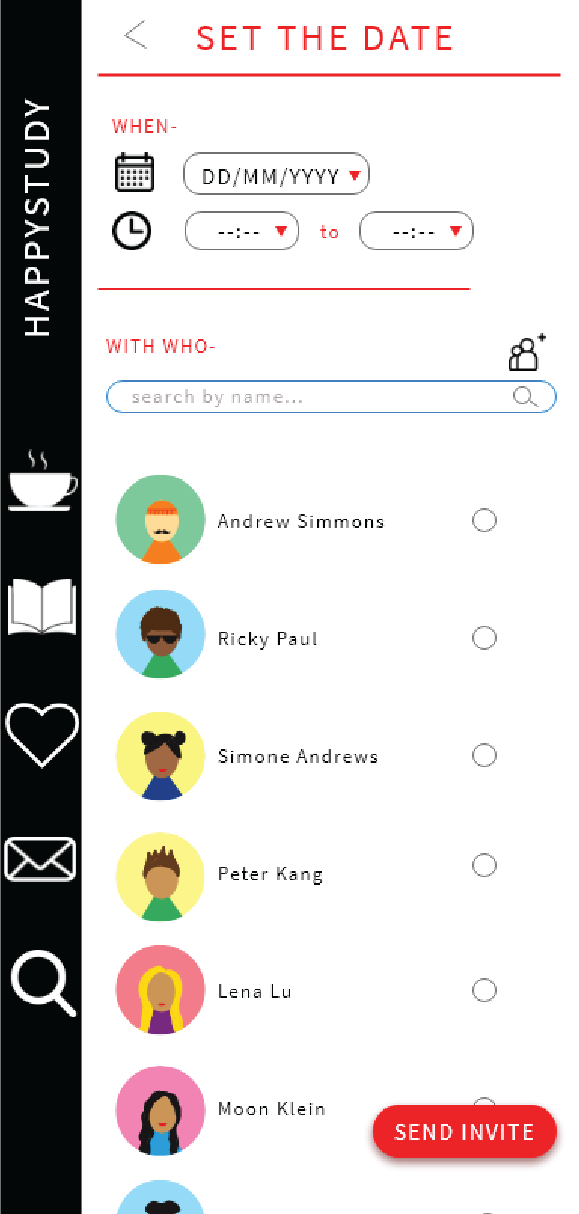 HAPPYSTUDY
SET THE DATE
WHEN-
DD/MM/YYYY
--:-- to --:--
WITH WHO-
search by name...
Andrew Simmons
Ricky Paul
Simone Andrews
Peter Kang
Lena Lu
Moon Klein
SEND INVITE